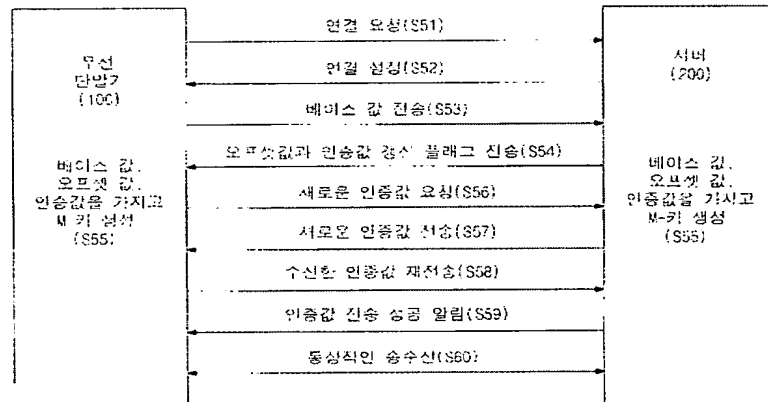 연결 요청(S51)
무선
단말기
(100)
서버
(200)
연결 설정(S52)
베이스 값 전송(S53)
오프셋값과 인증값 갱신 플래그 전송(S54)
베이스 값,
오프셋 값,
인증값을 가지고
M-키 생성
(S55)
베이스 값,
오프셋 값,
인증값을 가지고
M-키 생성
(S55)
새로운 인증값 요청(S56)
새로운 인증값 전송(S57)
수신한 인증값 재전송(S58)
인증값 전송 성공 알림(S59)
통상적인 송수신(S60)